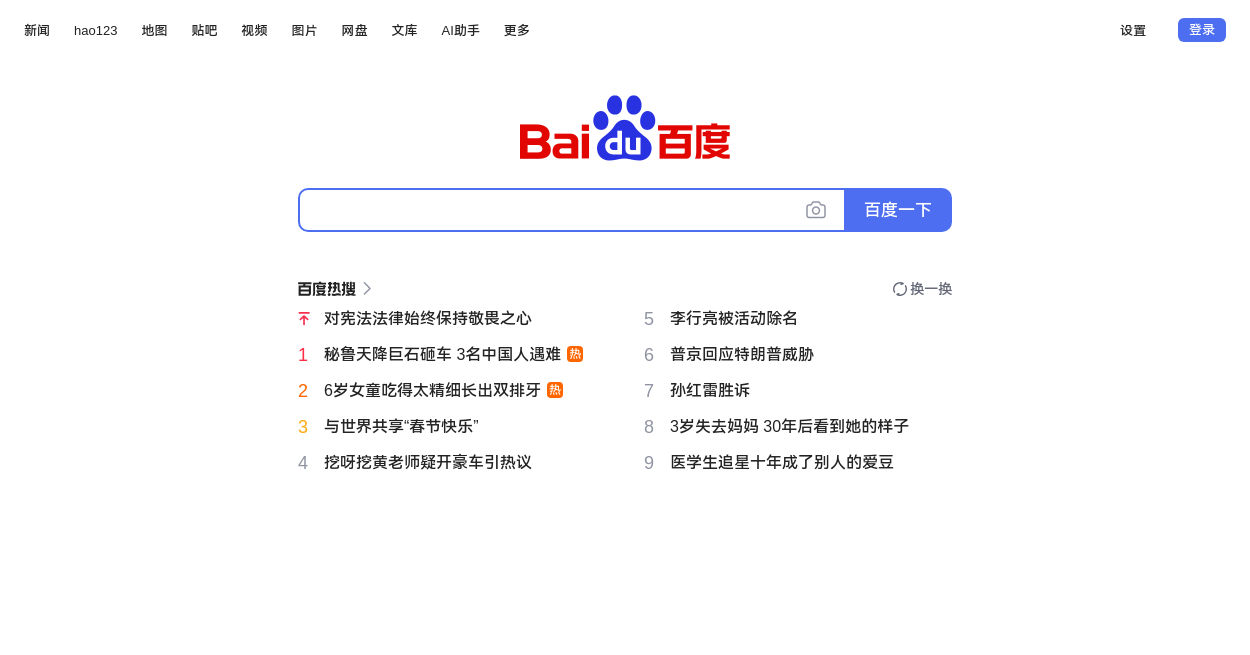 新闻 hao123 地图 贴吧 视频 图片 网盘 文库 AI助手 更多 设置 登录
Bai du 百度
百度一下
百度热搜 换一换
对宪法法律始终保持敬畏之心
1 秘鲁天降巨石砸车 3名中国人遇难 热
2 6岁女童吃得太精细长出双排牙 热
3 与世界共享“春节快乐”
4 挖呀挖黄老师疑开豪车引热议
5 李行亮被活动除名
6 普京回应特朗普威胁
7 孙红雷胜诉
8 3岁失去妈妈 30年后看到她的样子
9 医学生追星十年成了别人的爱豆